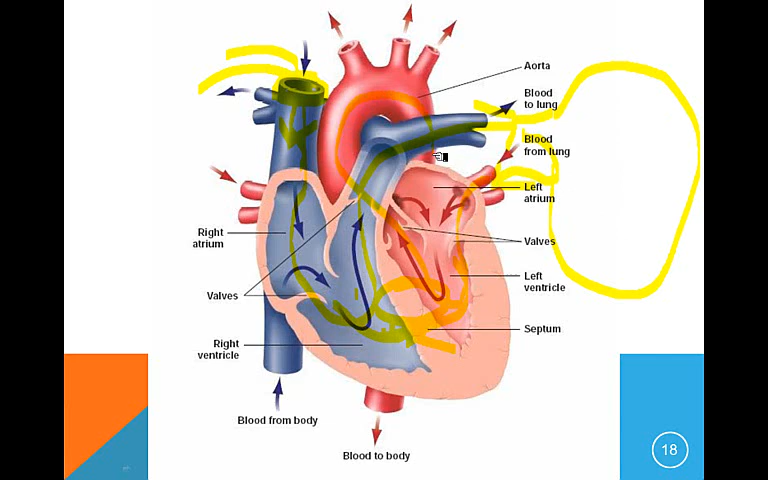 Aorta
Blood
to lung
Blood
from lung
Left
atrium
Right
atrium
Valves
Left
ventricle
Valves
Septum
Right
ventricle
Blood from body
Blood to body
18